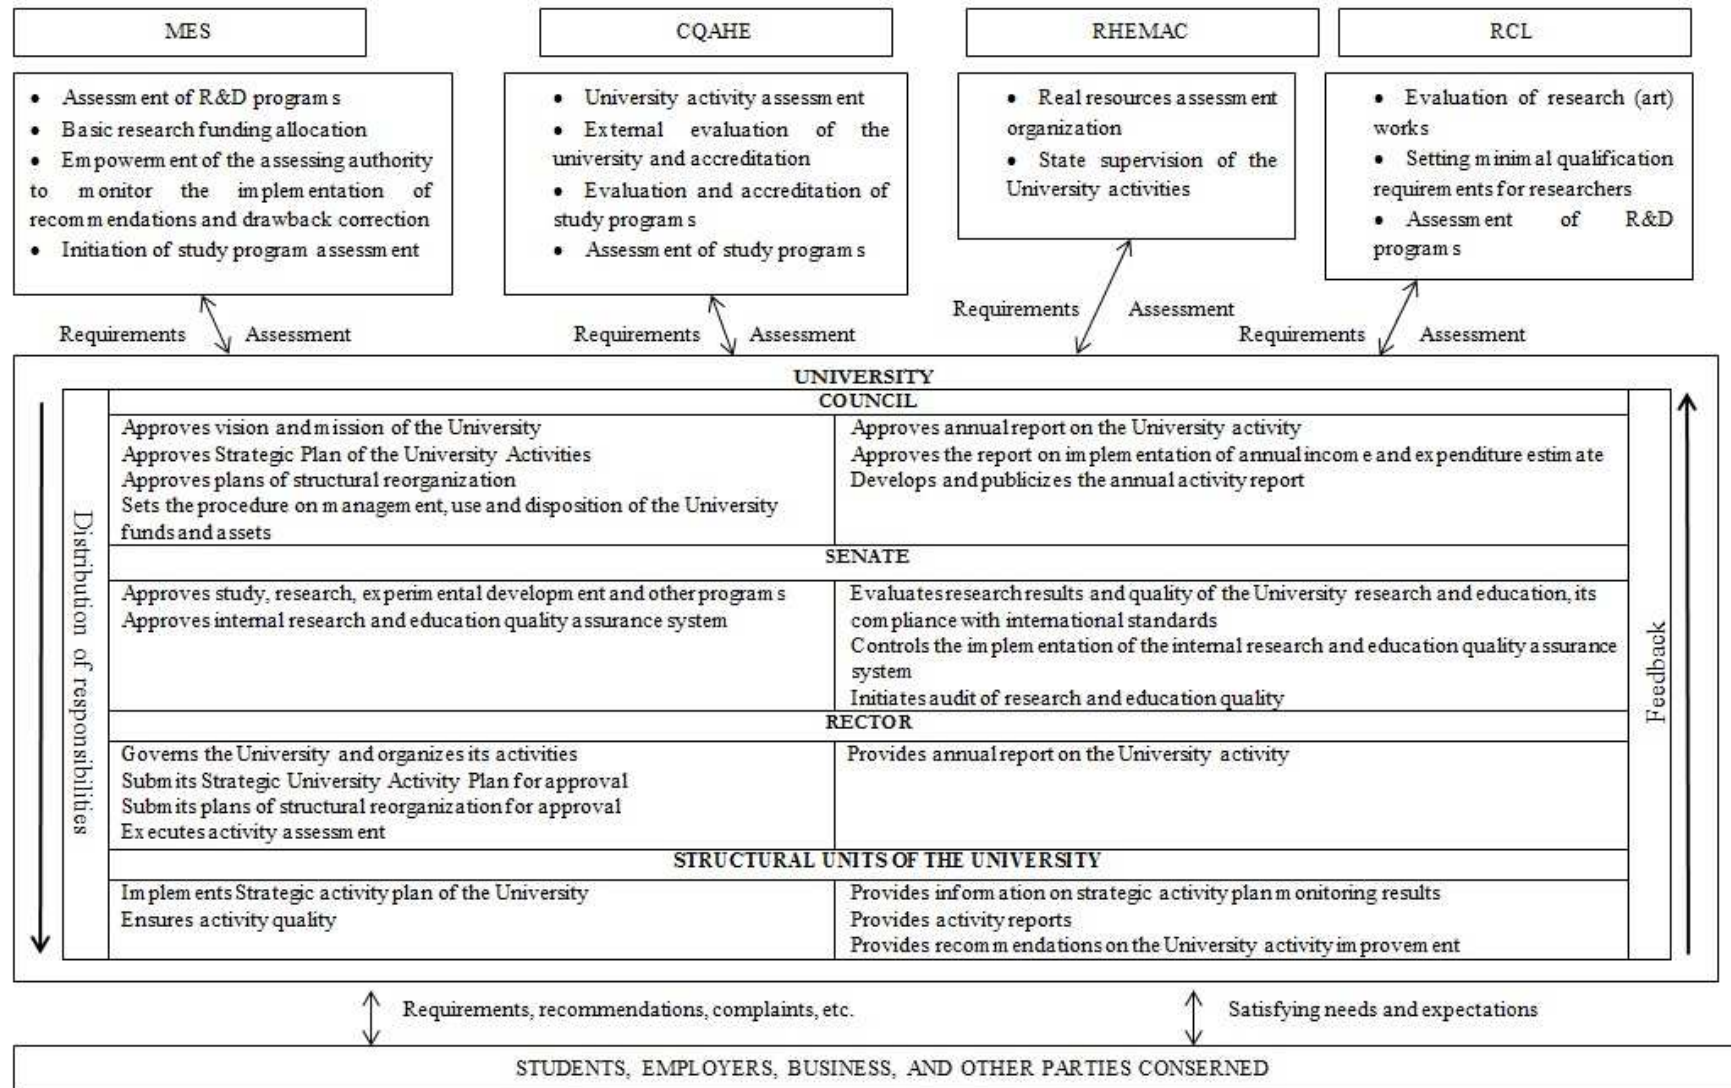 MES
CQAHE
RHEMAC
RCL
• Assessment of R&D programs
• Basic research funding allocation
• Empowerment of the assessing authority
to monitor the implementation of
recommendations and drawback correction
• Initiation of study program assessment
• University activity assessment
• External evaluation of the
university and accreditation
• Evaluation and accreditation of
study programs
• Assessment of study programs
• Real resources assessment
organization
• State supervision of the
University activities
• Evaluation of research (art)
works
• Setting minimal qualification
requirements for researchers
• Assessment of R&D
programs
Requirements Assessment
Requirements Assessment
Requirements Assessment
Requirements Assessment
UNIVERSITY
COUNCIL
Approves vision and mission of the University
Approves Strategic Plan of the University Activities
Approves plans of structural reorganization
Sets the procedure on management, use and disposition of the University
funds and assets
Approves annual report on the University activity
Approves the report on implementation of annual income and expenditure estimate
Develops and publicizes the annual activity report
SENATE
Approves study, research, experimental development and other programs
Approves internal research and education quality assurance system
Evaluates research results and quality of the University research and education, its
compliance with international standards
Controls the implementation of the internal research and education quality assurance
system
Initiates audit of research and education quality
RECTOR
Governs the University and organizes its activities
Submits Strategic University Activity Plan for approval
Submits plans of structural reorganization for approval
Executes activity assessment
Provides annual report on the University activity
STRUCTURAL UNITS OF THE UNIVERSITY
Implements Strategic activity plan of the University
Ensures activity quality
Provides information on strategic activity plan monitoring results
Provides activity reports
Provides recommendations on the University activity improvement
Distribution of responsibilities
Feedback
Requirements, recommendations, complaints, etc.
Satisfying needs and expectations
STUDENTS, EMPLOYERS, BUSINESS, AND OTHER PARTIES CONSERNED